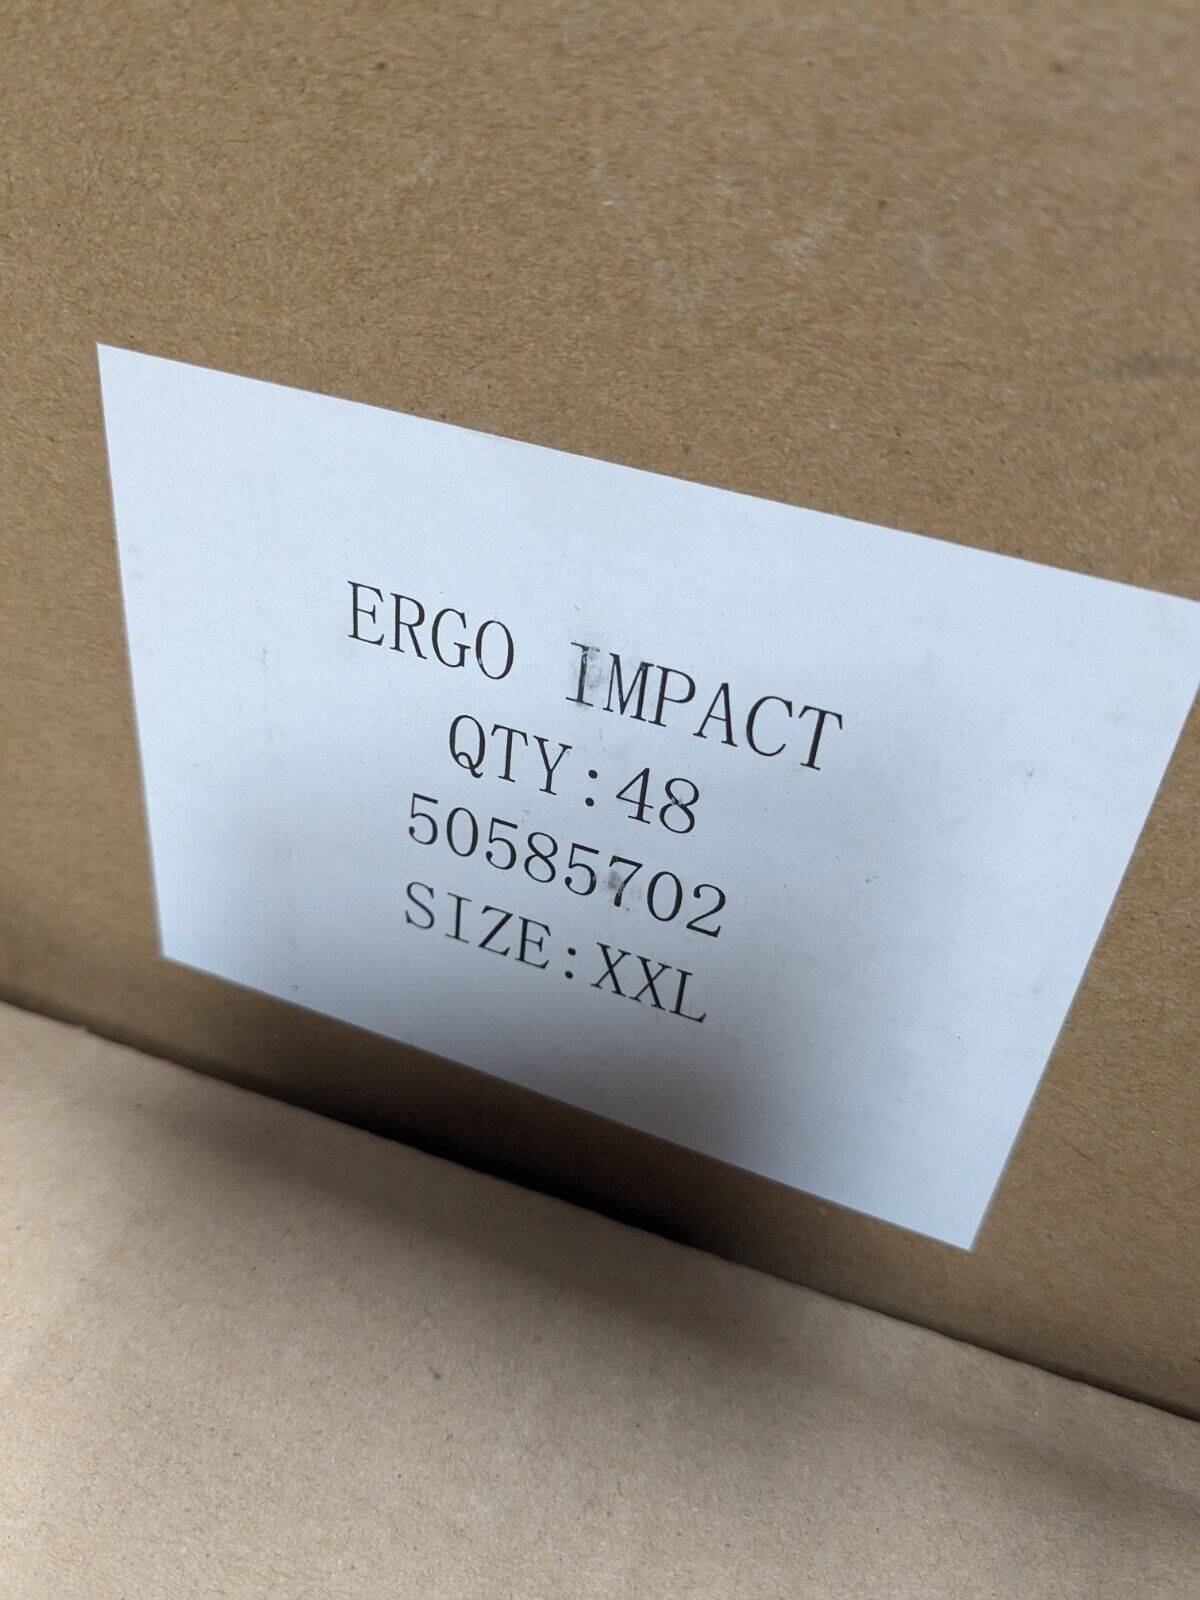 ERGO IMPACT
QTY:48
50585702
SIZE:XXL